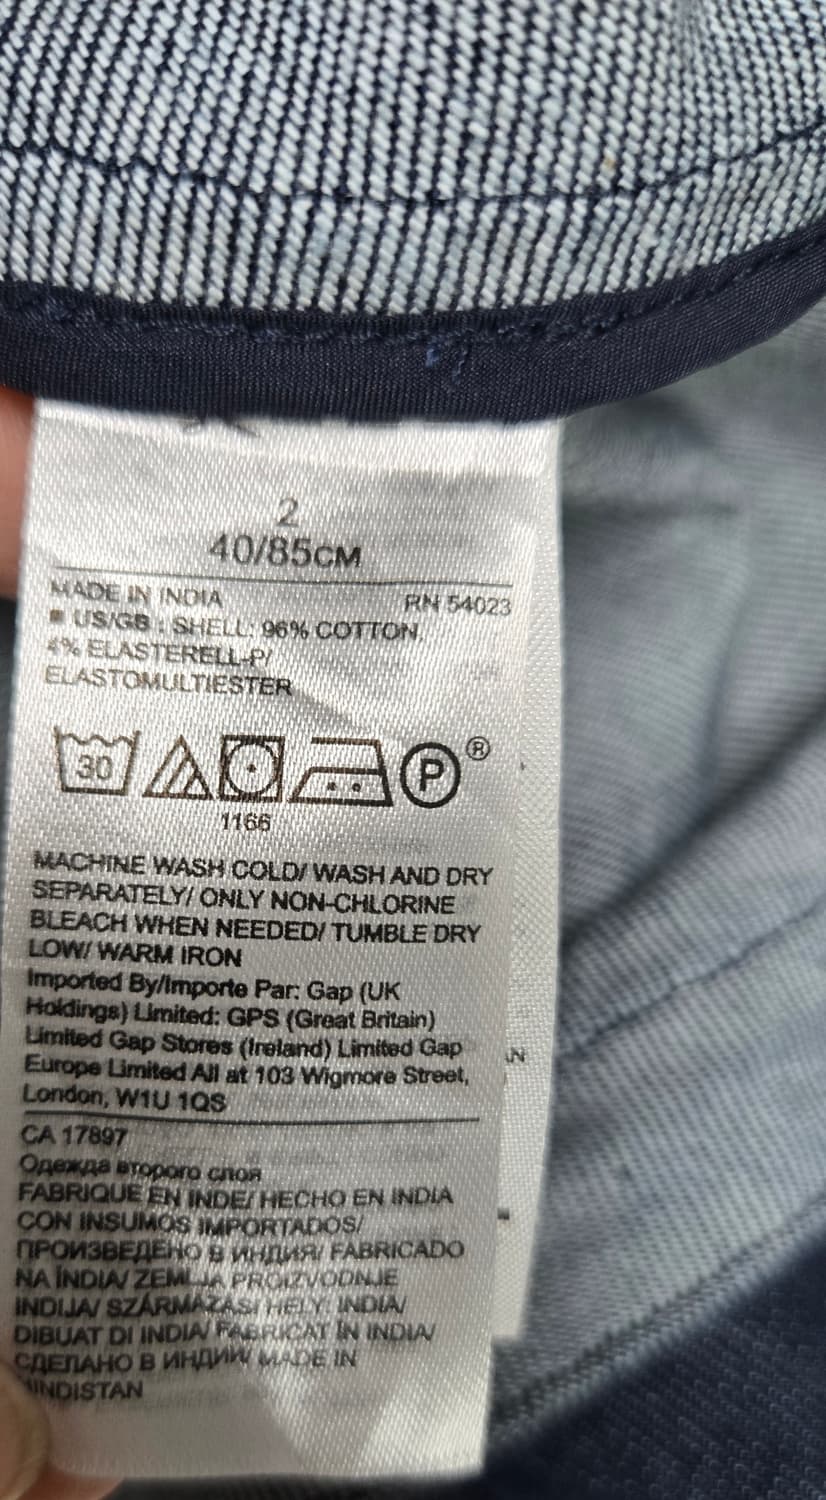 2
40/85CM
MADE IN INDIA RN 54023
■ US/GB : SHELL: 96% COTTON,
4% ELASTERELL-P/
ELASTOMULTIESTER
30 P ®
1166
MACHINE WASH COLD/ WASH AND DRY
SEPARATELY/ ONLY NON-CHLORINE
BLEACH WHEN NEEDED/ TUMBLE DRY
LOW/ WARM IRON
Imported By/Importe Par: Gap (UK
Holdings) Limited: GPS (Great Britain)
Limited Gap Stores (Ireland) Limited Gap
Europe Limited All at 103 Wigmore Street,
London, W1U 1QS
CA 17897
Одежда второго слоя
FABRIQUE EN INDE/ HECHO EN INDIA
CON INSUMOS IMPORTADOS/
ПРОИЗВЕДЕНО В ИНДИЯ/ FABRICADO
NA ÍNDIA/ ZEMLJA PROIZVODNJE
INDIJA/ SZÁRMAZÁSI HELY: INDIA/
DIBUAT DI INDIA/ FABRICAT ÎN INDIA/
СДЕЛАНО В ИНДИИ/ MADE IN
HINDISTAN